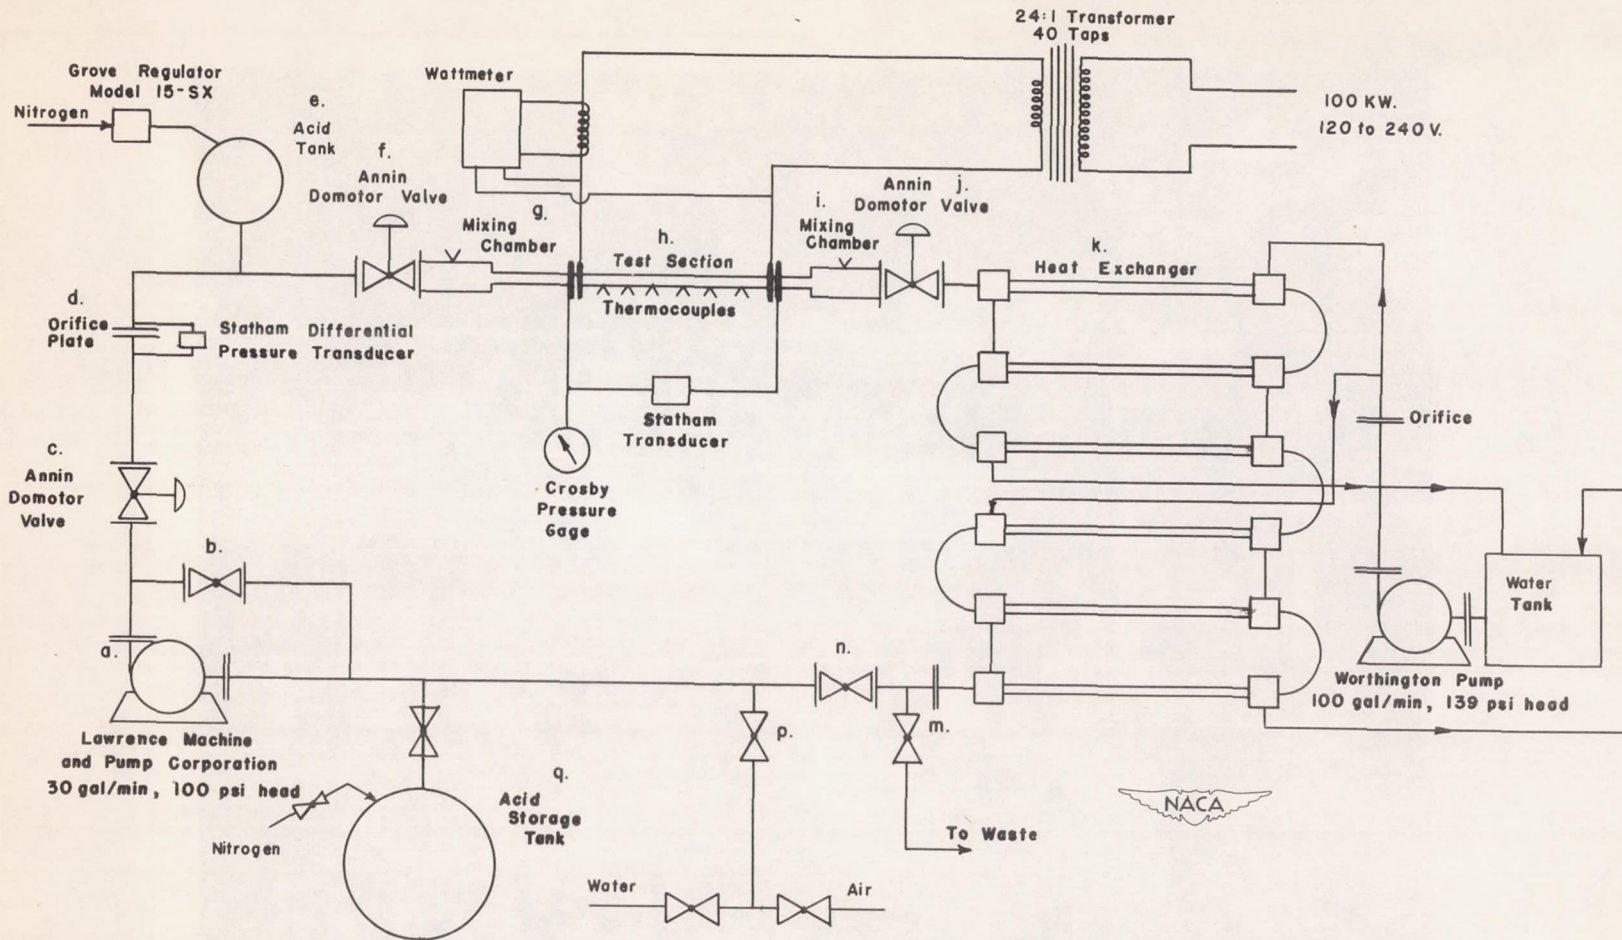 24:1 Transformer
40 Taps
Grove Regulator
Model 15-SX
Nitrogen
e.
Acid
Tank
Wattmeter
100 KW.
120 to 240 V.
f.
Annin
Domotor Valve
g.
Mixing
Chamber
h.
Test Section
Thermocouples
i.
Mixing
Chamber
j.
Annin
Domotor Valve
k.
Heat Exchanger
d.
Orifice
Plate
Statham Differential
Pressure Transducer
Statham
Transducer
Crosby
Pressure
Gage
Orifice
c.
Annin
Domotor
Valve
b.
a.
Lawrence Machine
and Pump Corporation
30 gal/min, 100 psi head
Nitrogen
q.
Acid
Storage
Tank
n.
p.
m.
To Waste
Water
Air
Water
Tank
Worthington Pump
100 gal/min, 139 psi head
NACA